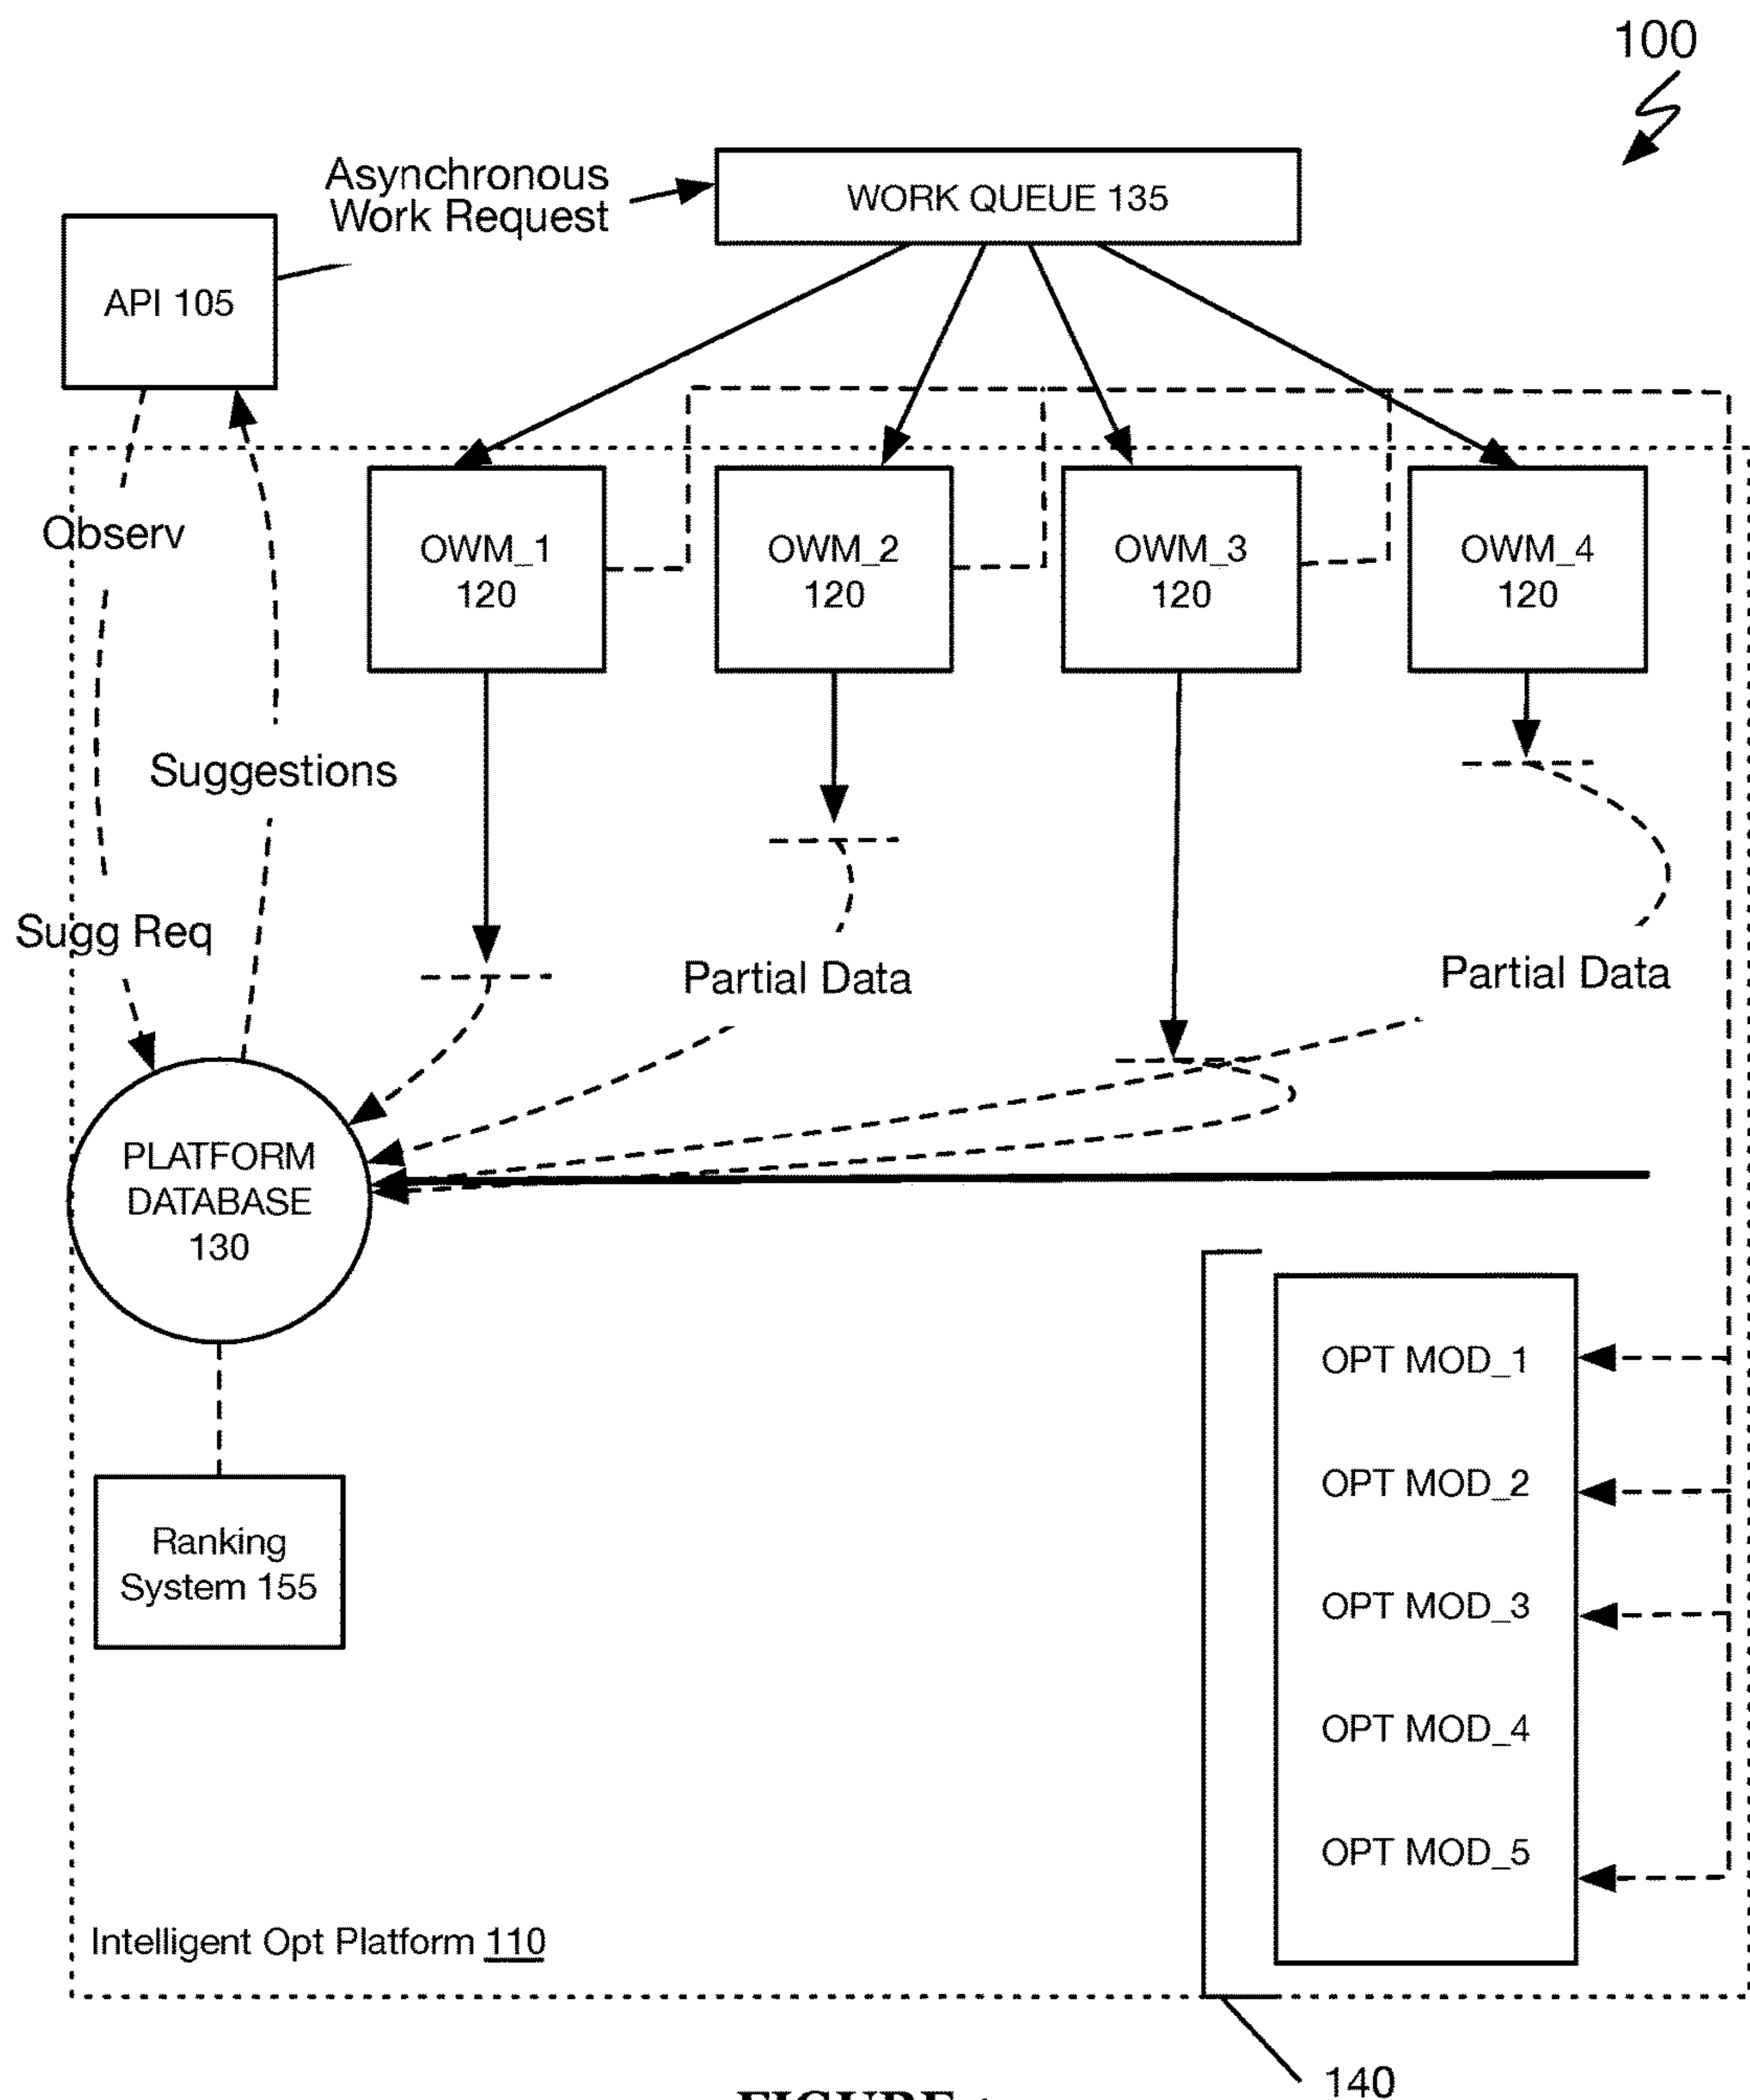 100
Asynchronous
Work Request
WORK QUEUE 135
API 105
Observ
OWM_1
120
OWM_2
120
OWM_3
120
OWM_4
120
Suggestions
Sugg Req
Partial Data
Partial Data
PLATFORM
DATABASE
130
OPT MOD_1
OPT MOD_2
OPT MOD_3
OPT MOD_4
OPT MOD_5
Ranking
System 155
Intelligent Opt Platform 110
140
FIGURE